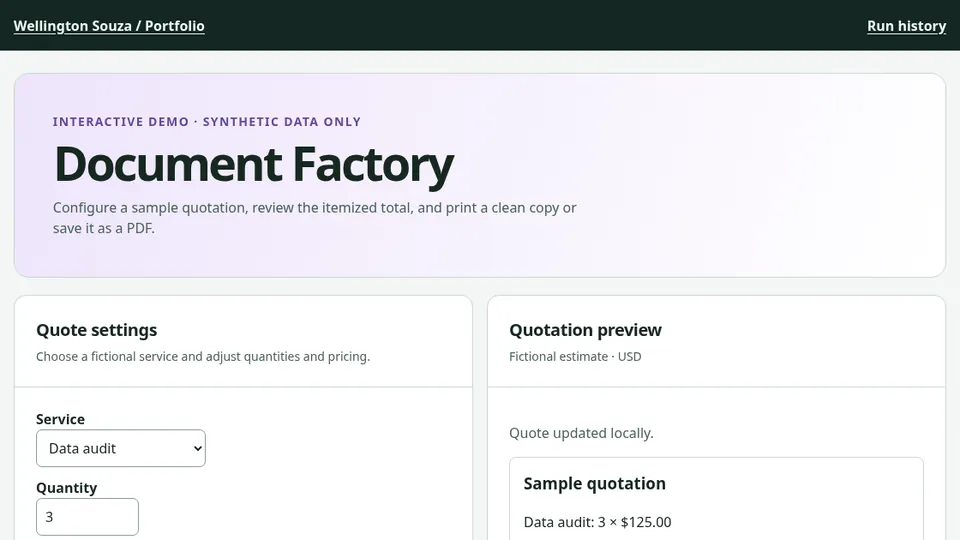 Wellington Souza / Portfolio
Run history
INTERACTIVE DEMO · SYNTHETIC DATA ONLY
Document Factory
Configure a sample quotation, review the itemized total, and print a clean copy or
save it as a PDF.
Quote settings
Choose a fictional service and adjust quantities and pricing.
Service
Data audit
Quantity
3
Quotation preview
Fictional estimate · USD
Quote updated locally.
Sample quotation
Data audit: 3 × $125.00